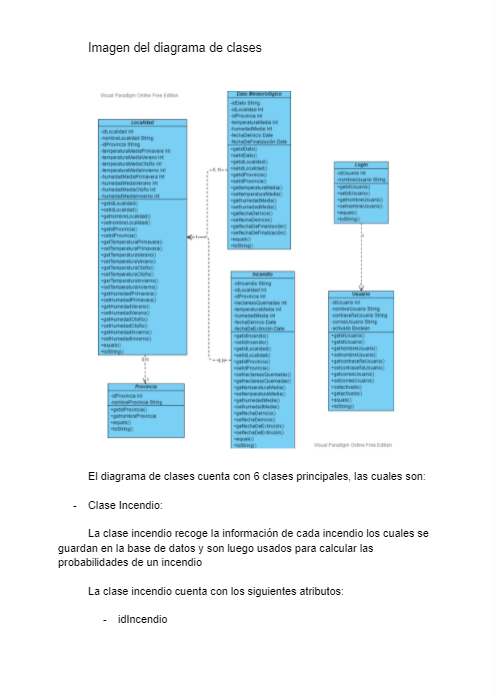 Imagen del diagrama de clases
Visual Paradigm Online Free Edition
Localidad
-idLocalidad Int
-nombreLocalidad String
-idProvincia String
-temperaturaMediaPrimavera Int
-temperaturaMediaVerano Int
-temperaturaMediaOtoño Int
-temperaturaMediaInvierno Int
-humedadMediaPrimavera Int
-humedadMediaVerano Int
-humedadMediaOtoño Int
-humedadMediaInvierno Int
+getIdLocalidad()
+setIdLocalidad()
+getnombreLocalidad()
+setnombreLocalidad()
+getIdProvincia()
+setIdProvincia()
+getTemperaturaPrimavera()
+setTemperaturaPrimavera()
+getTemperaturaVerano()
+setTemperaturaVerano()
+getTemperaturaOtoño()
+setTemperaturaOtoño()
+getTemperaturaInvierno()
+setTemperaturaInvierno()
+getHumedadPrimavera()
+setHumedadPrimavera()
+getHumedadVerano()
+setHumedadVerano()
+getHumedadOtoño()
+setHumedadOtoño()
+getHumedadInvierno()
+setHumedadInvierno()
+equals()
+toString()
Dato Meteorológico
-idDato String
-idLocalidad Int
-idProvincia Int
-temperaturaMedia Int
-humedadMedia Int
-fechaDeInicio Date
-fechaDeFinalización Date
+getIdDato()
+setIdDato()
+getIdLocalidad()
+setIdLocalidad()
+getIdProvincia()
+setIdProvincia()
+getTemperaturaMedia()
+setTemperaturaMedia()
+getHumedadMedia()
+setHumedadMedia()
+getfechaDeInicio()
+setfechaDeInicio()
+getfechaDeFinalización()
+setfechaDeFinalización()
+equals()
+toString()
Login
-idUsuario Int
-nombreUsuario String
+getIdUsuario()
+setIdUsuario()
+getnombreUsuario()
+setnombreUsuario()
+equals()
+toString()
Incendio
-idIncendio String
-idLocalidad Int
-idProvincia Int
-hectareasQuemadas Int
-temperaturaMedia Int
-humedadMedia Int
-fechaDeInicio Date
-fechaDeExtinción Date
+getIdIncendio()
+setIdIncendio()
+getIdLocalidad()
+setIdLocalidad()
+getIdProvincia()
+setIdProvincia()
+sethectareasQuemadas()
+gethectareasQuemadas()
+getTemperaturaMedia()
+setTemperaturaMedia()
+getHumedadMedia()
+setHumedadMedia()
+getfechaDeInicio()
+setfechaDeInicio()
+getfechaDeExtinción()
+setfechaDeExtinción()
+equals()
+toString()
Usuario
-idUsuario Int
-nombreUsuario String
-contraseñaUsuario String
-correoUsuario String
-activado Boolean
+getIdUsuario()
+setIdUsuario()
+getnombreUsuario()
+setnombreUsuario()
+setcontraseñaUsuario()
+getcontraseñaUsuario()
+getcorreoUsuario()
+setcorreoUsuario()
+setactivado()
+getactivado()
+equals()
+toString()
Provincia
-idProvincia Int
-nombreProvincia String
+getIdProvincia()
+getNombreProvincia
+equals()
+toString()
Visual Paradigm Online Free Edition
El diagrama de clases cuenta con 6 clases principales, las cuales son:
- Clase Incendio:
La clase incendio recoge la información de cada incendio los cuales se
guardan en la base de datos y son luego usados para calcular las
probabilidades de un incendio
La clase incendio cuenta con los siguientes atributos:
- idIncendio